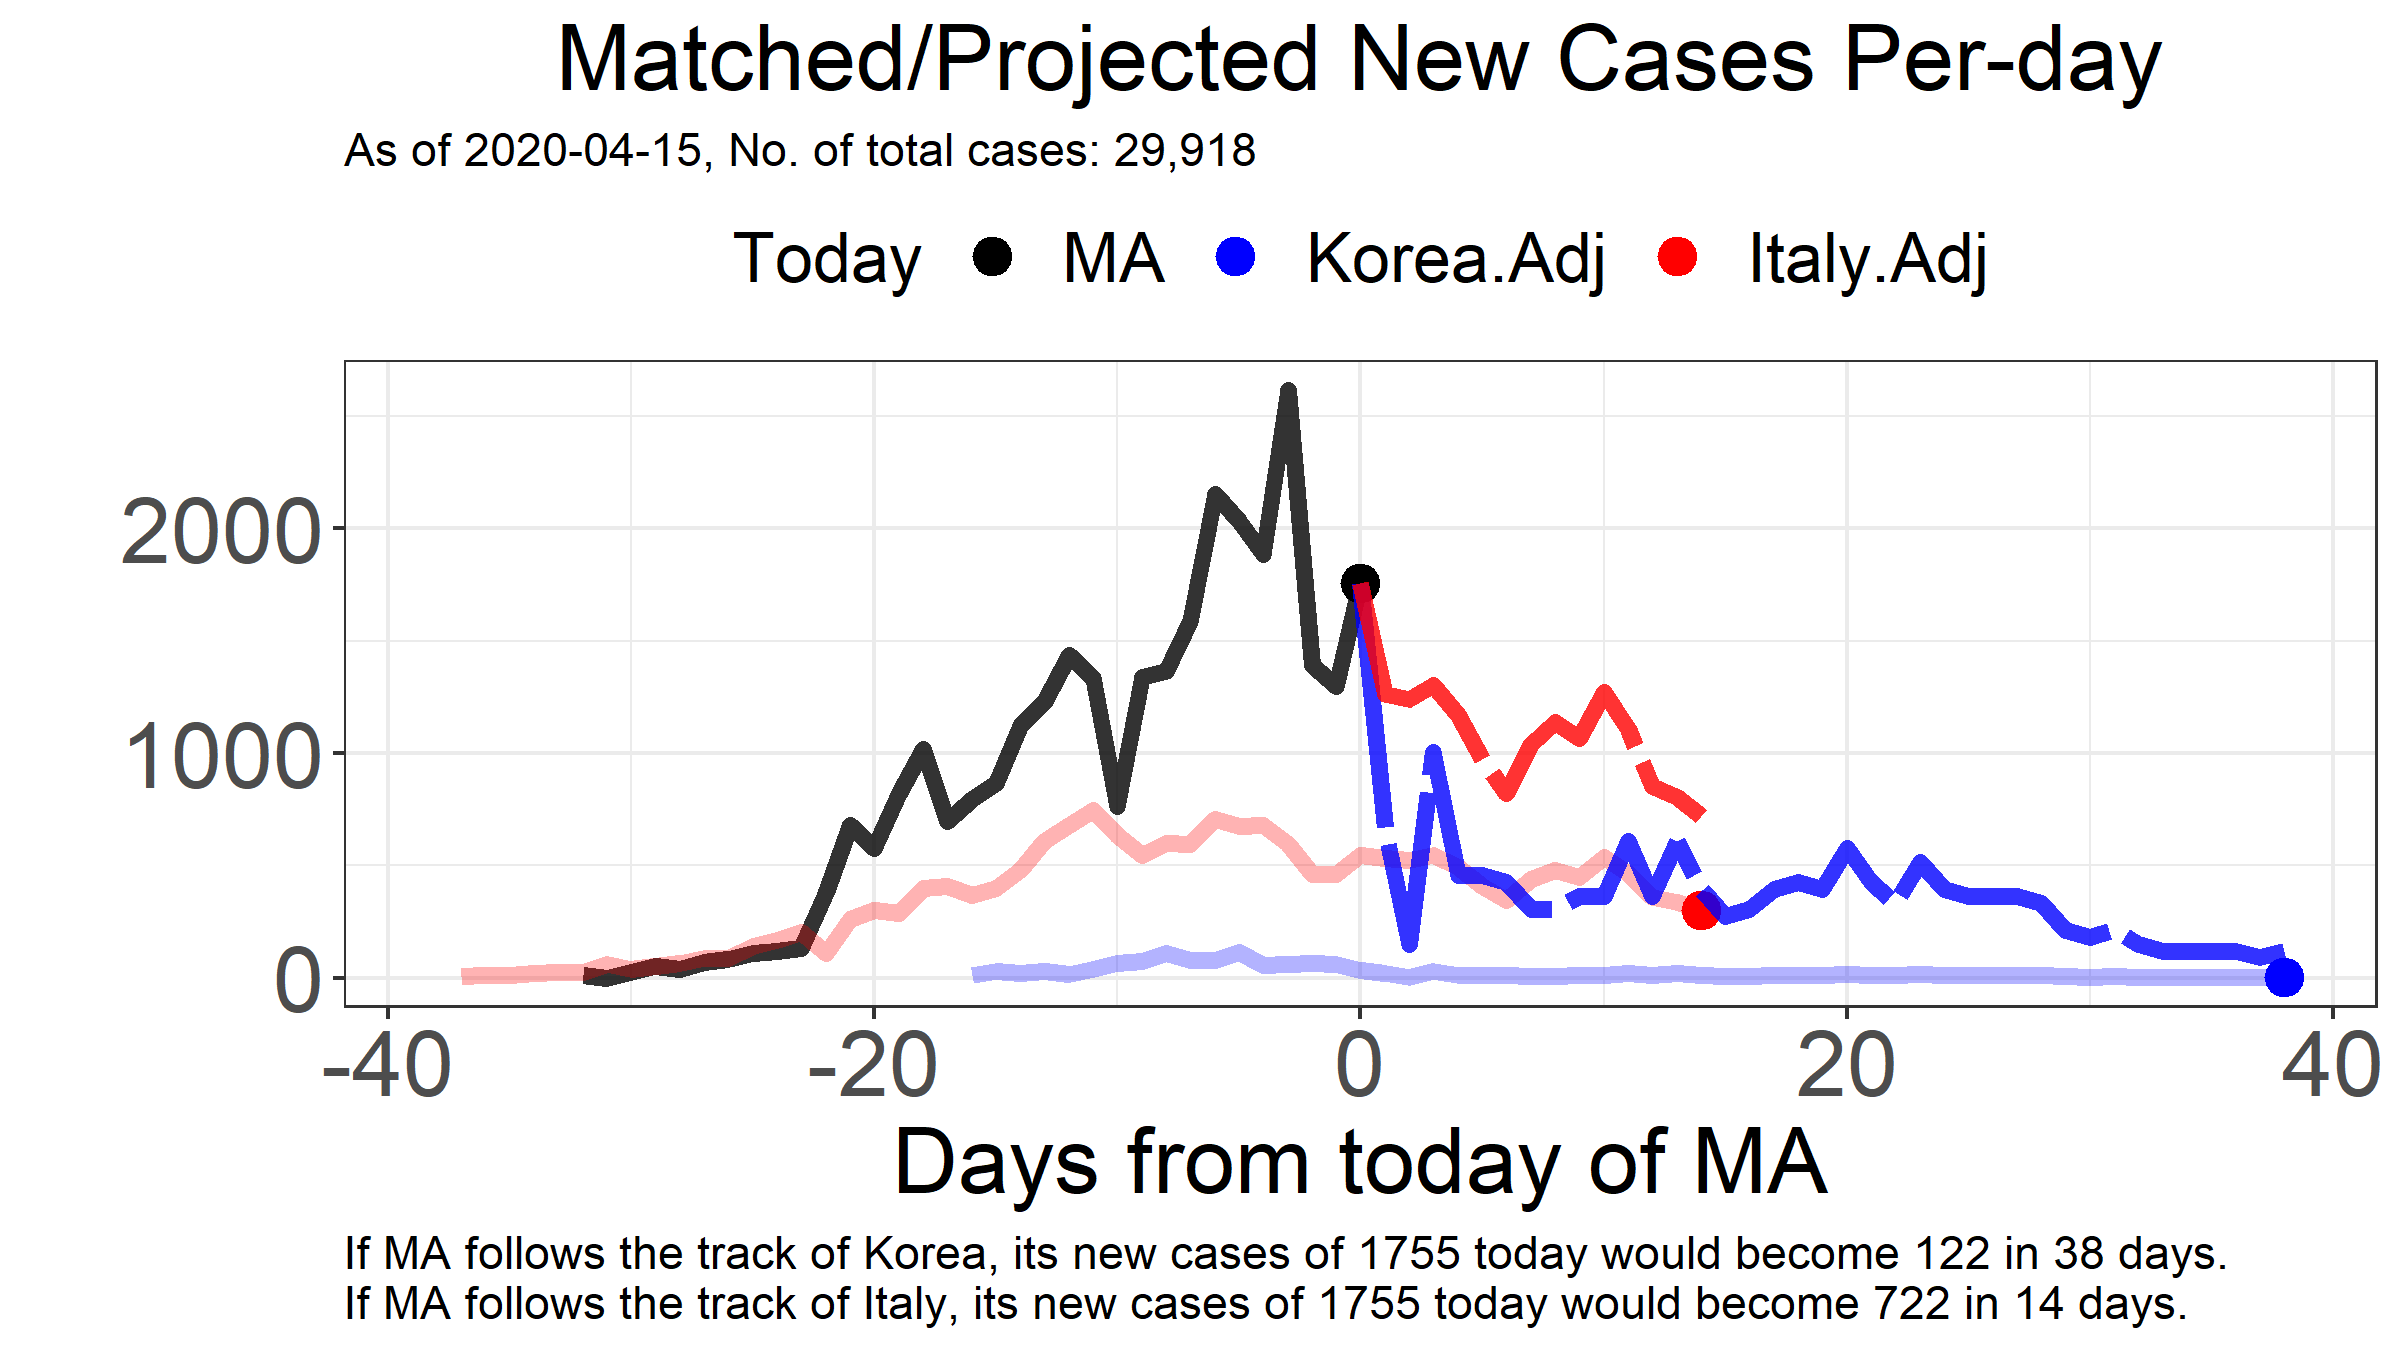 Matched/Projected New Cases Per-day
As of 2020-04-15, No. of total cases: 29,918
Today MA Korea.Adj Italy.Adj
2000
1000
0
-40 -20 0 20 40
Days from today of MA
If MA follows the track of Korea, its new cases of 1755 today would become 122 in 38 days.
If MA follows the track of Italy, its new cases of 1755 today would become 722 in 14 days.